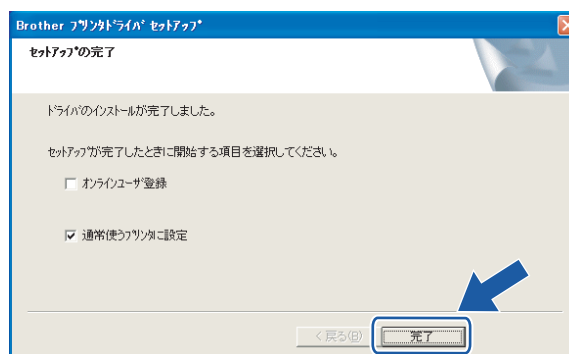 Brother プリンタドライバ セットアップ
セットアップの完了
ドライバのインストールが完了しました。
セットアップが完了したときに開始する項目を選択してください。
オンラインユーザ登録
通常使うプリンタに設定
< 戻る(B)
完了